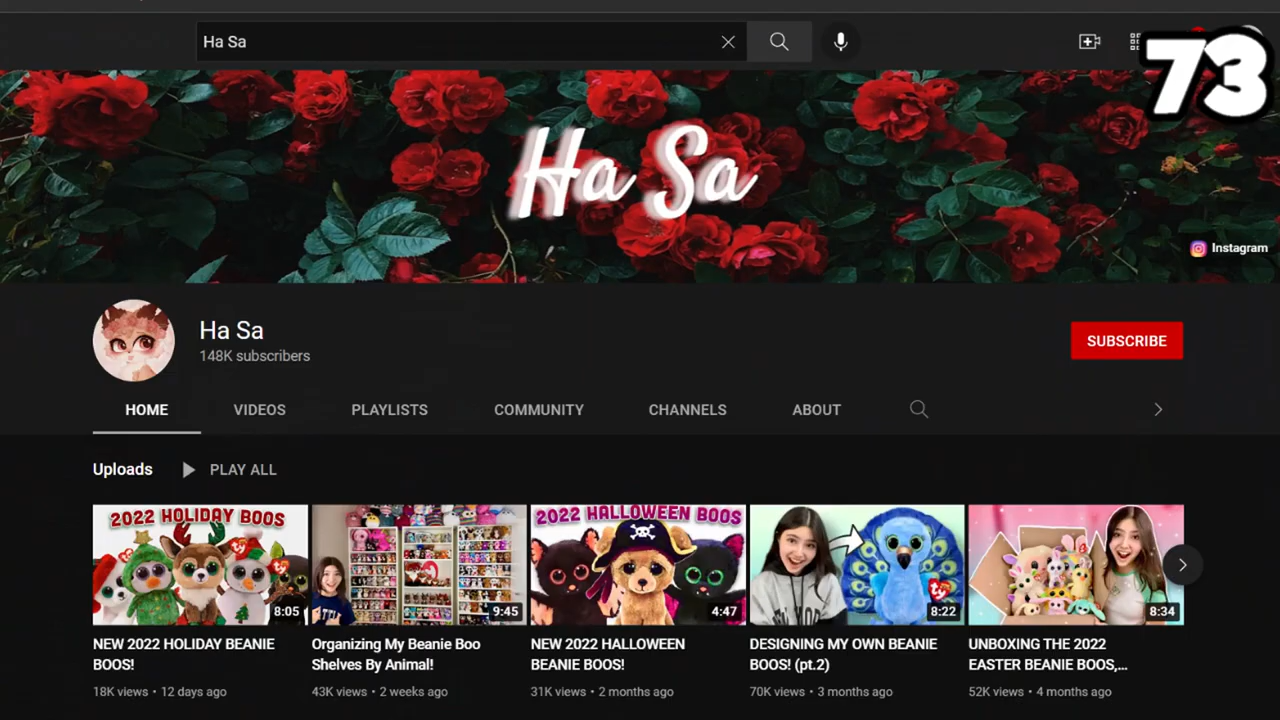 Ha Sa
73
Ha Sa
Instagram
Ha Sa
148K subscribers
SUBSCRIBE
HOME VIDEOS PLAYLISTS COMMUNITY CHANNELS ABOUT
Uploads PLAY ALL
2022 HOLIDAY BOOS
2022 HALLOWEEN BOOS
8:05 9:45 4:47 8:22 8:34
NEW 2022 HOLIDAY BEANIE
BOOS!
18K views • 12 days ago
Organizing My Beanie Boo
Shelves By Animal!
43K views • 2 weeks ago
NEW 2022 HALLOWEEN
BEANIE BOOS!
31K views • 2 months ago
DESIGNING MY OWN BEANIE
BOOS! (pt.2)
70K views • 3 months ago
UNBOXING THE 2022
EASTER BEANIE BOOS,...
52K views • 4 months ago